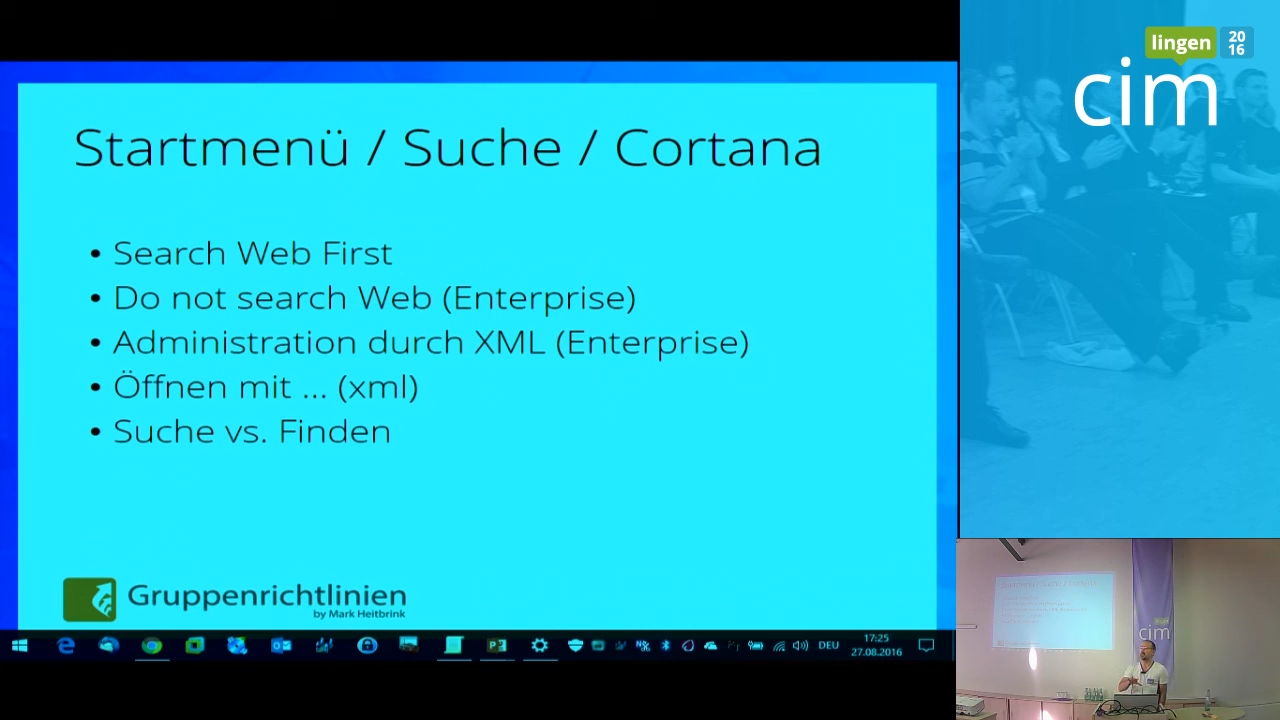 Startmenü / Suche / Cortana
• Search Web First
• Do not search Web (Enterprise)
• Administration durch XML (Enterprise)
• Öffnen mit ... (xml)
• Suche vs. Finden
Gruppenrichtlinien
by Mark Heitbrink
DEU
17:25
27.08.2016
lingen
20
16
cim
cim